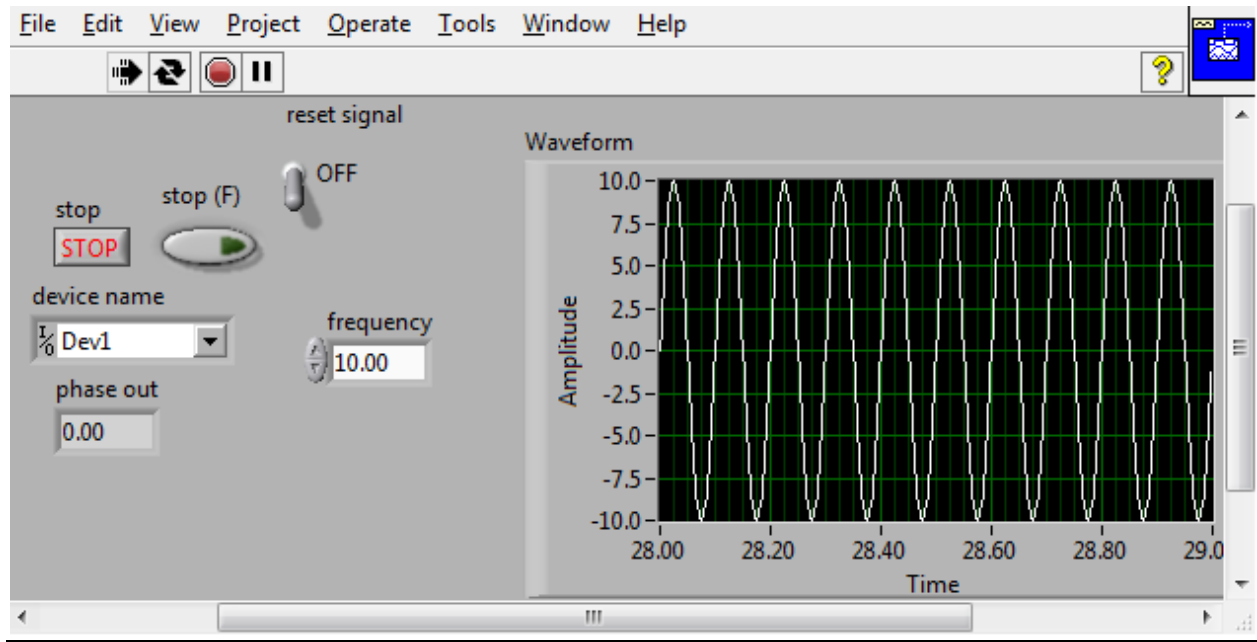 File Edit View Project Operate Tools Window Help
reset signal
OFF
stop (F)
stop
STOP
device name
Dev1
phase out
0.00
frequency
10.00
Waveform
10.0
7.5
5.0
2.5
0.0
-2.5
-5.0
-7.5
-10.0
Amplitude
28.00 28.20 28.40 28.60 28.80 29.0
Time